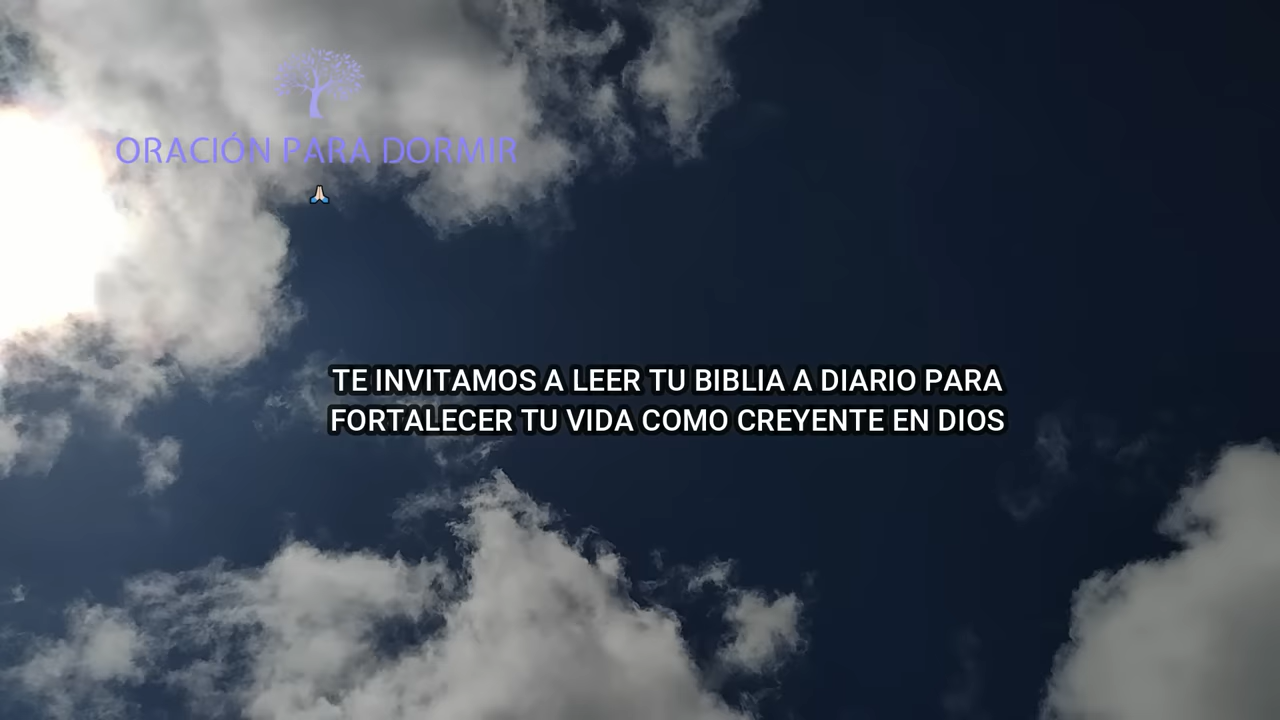 ORACIÓN PARA DORMIR
🙏🏻
TE INVITAMOS A LEER TU BIBLIA A DIARIO PARA
FORTALECER TU VIDA COMO CREYENTE EN DIOS